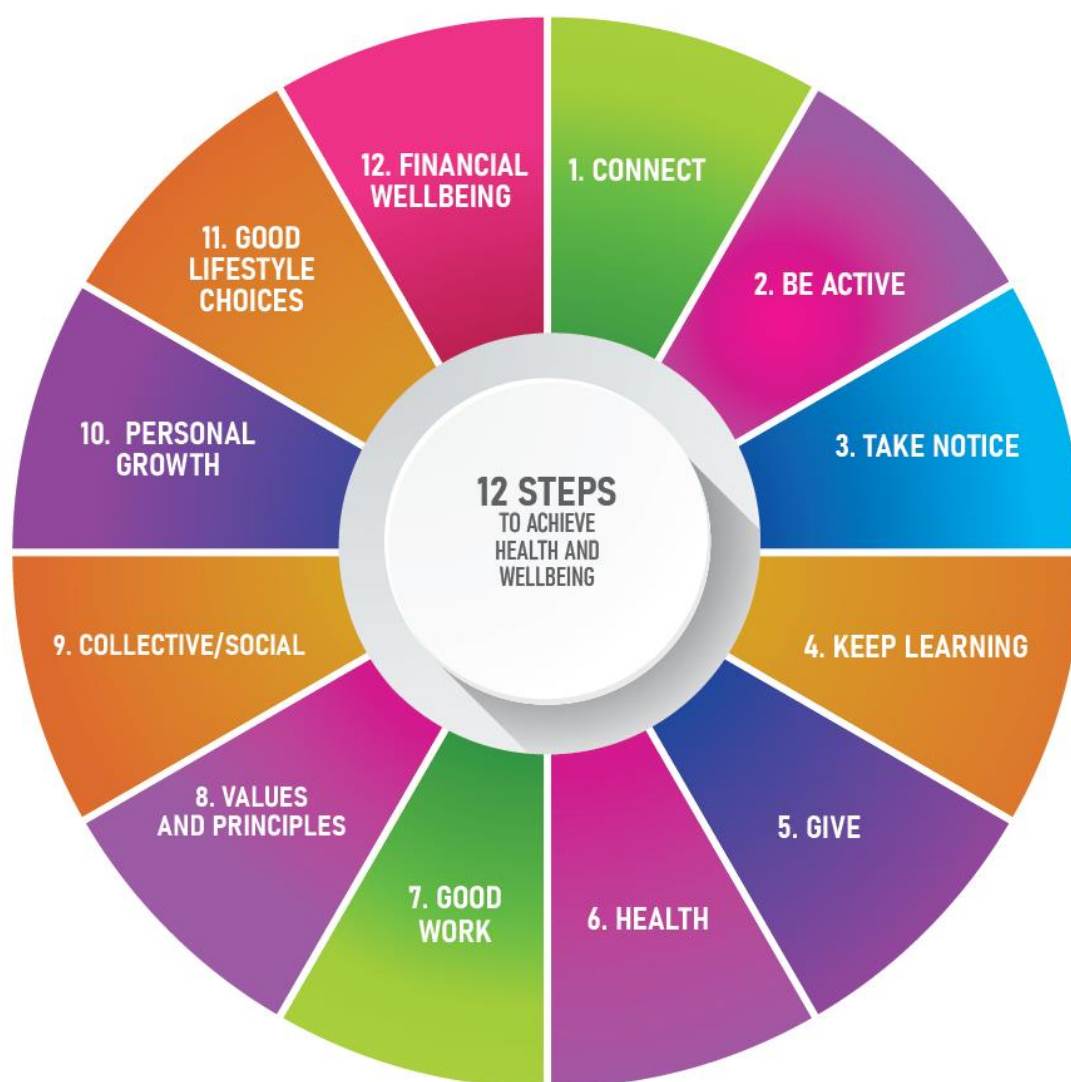 12 STEPS
TO ACHIEVE
HEALTH AND
WELLBEING
1. CONNECT
2. BE ACTIVE
3. TAKE NOTICE
4. KEEP LEARNING
5. GIVE
6. HEALTH
7. GOOD
WORK
8. VALUES
AND PRINCIPLES
9. COLLECTIVE/SOCIAL
10. PERSONAL
GROWTH
11. GOOD
LIFESTYLE
CHOICES
12. FINANCIAL
WELLBEING